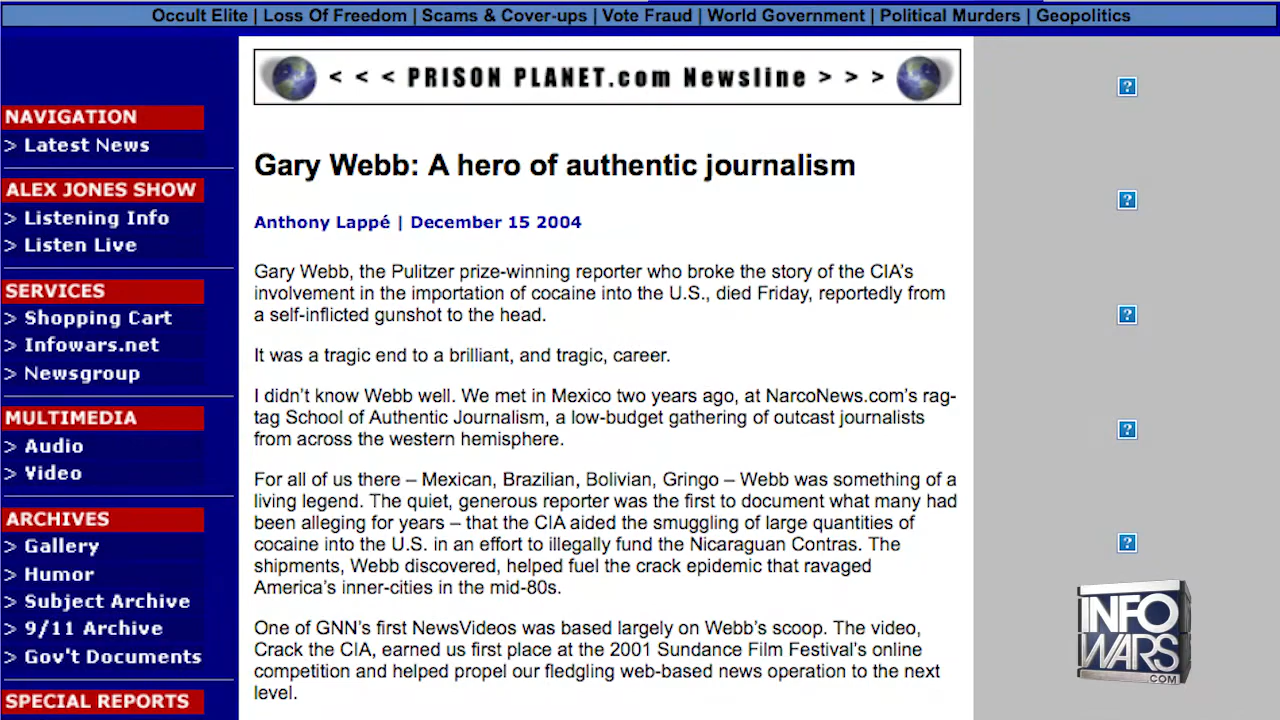 Occult Elite | Loss Of Freedom | Scams & Cover-ups | Vote Fraud | World Government | Political Murders | Geopolitics
< < < PRISON PLANET.com Newsline > > >
NAVIGATION
> Latest News
ALEX JONES SHOW
> Listening Info
> Listen Live
SERVICES
> Shopping Cart
> Infowars.net
> Newsgroup
MULTIMEDIA
> Audio
> Video
ARCHIVES
> Gallery
> Humor
> Subject Archive
> 9/11 Archive
> Gov't Documents
SPECIAL REPORTS
Gary Webb: A hero of authentic journalism
Anthony Lappé | December 15 2004
Gary Webb, the Pulitzer prize-winning reporter who broke the story of the CIA’s
involvement in the importation of cocaine into the U.S., died Friday, reportedly from
a self-inflicted gunshot to the head.
It was a tragic end to a brilliant, and tragic, career.
I didn’t know Webb well. We met in Mexico two years ago, at NarcoNews.com’s rag-
tag School of Authentic Journalism, a low-budget gathering of outcast journalists
from across the western hemisphere.
For all of us there – Mexican, Brazilian, Bolivian, Gringo – Webb was something of a
living legend. The quiet, generous reporter was the first to document what many had
been alleging for years – that the CIA aided the smuggling of large quantities of
cocaine into the U.S. in an effort to illegally fund the Nicaraguan Contras. The
shipments, Webb discovered, helped fuel the crack epidemic that ravaged
America’s inner-cities in the mid-80s.
One of GNN’s first NewsVideos was based largely on Webb’s scoop. The video,
Crack the CIA, earned us first place at the 2001 Sundance Film Festival’s online
competition and helped propel our fledgling web-based news operation to the next
level.
?
?
?
?
?
INFO
WARS
.COM